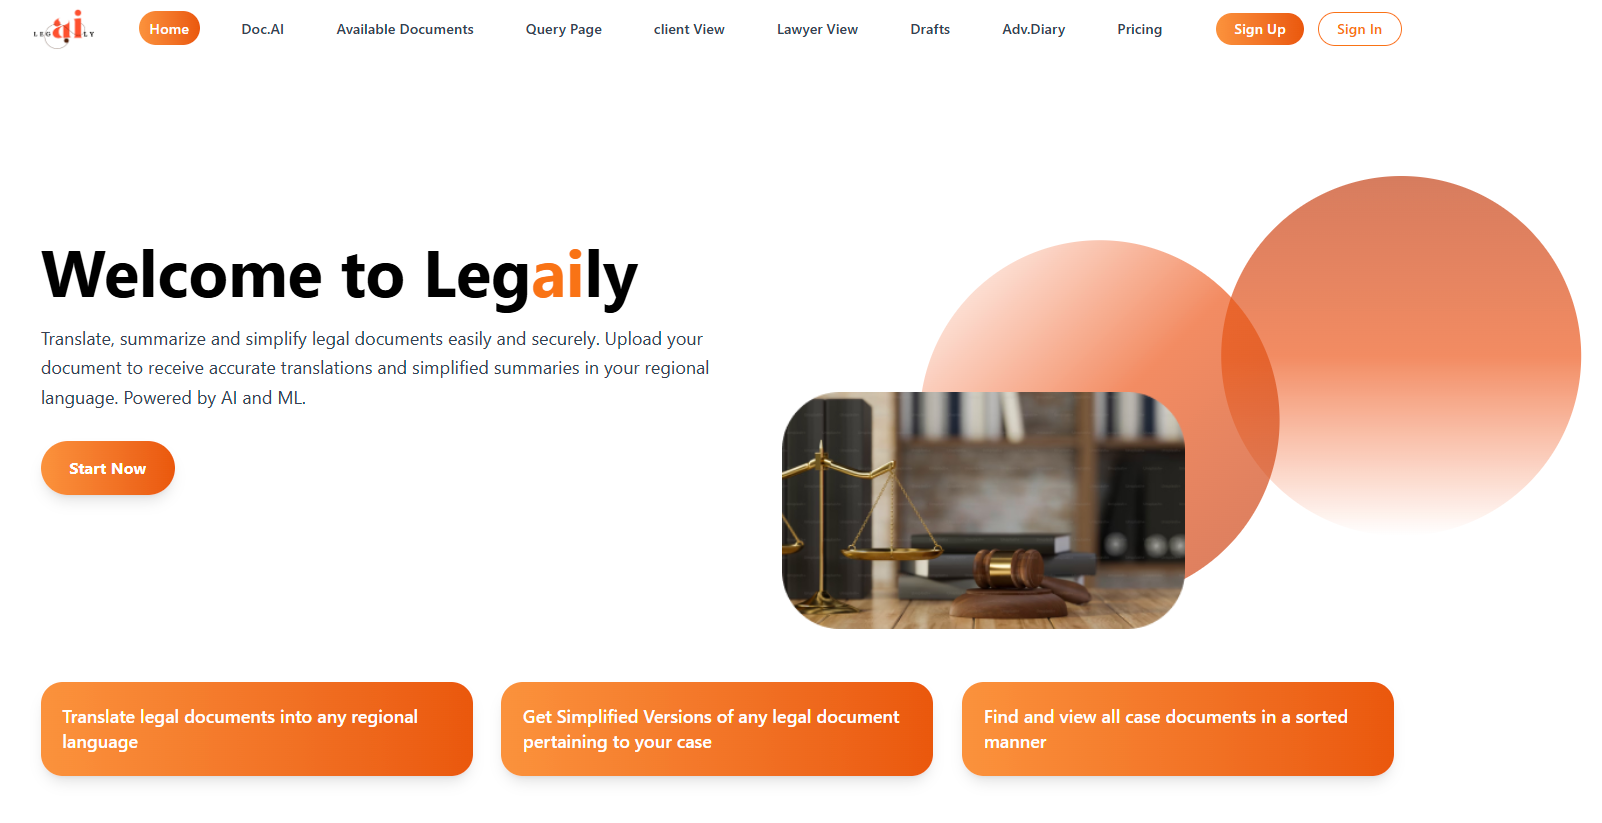 LEGaiLY
Home
Doc.AI
Available Documents
Query Page
client View
Lawyer View
Drafts
Adv.Diary
Pricing
Sign Up
Sign In
Welcome to Legaily
Translate, summarize and simplify legal documents easily and securely. Upload your
document to receive accurate translations and simplified summaries in your regional
language. Powered by AI and ML.
Start Now
Translate legal documents into any regional
language
Get Simplified Versions of any legal document
pertaining to your case
Find and view all case documents in a sorted
manner